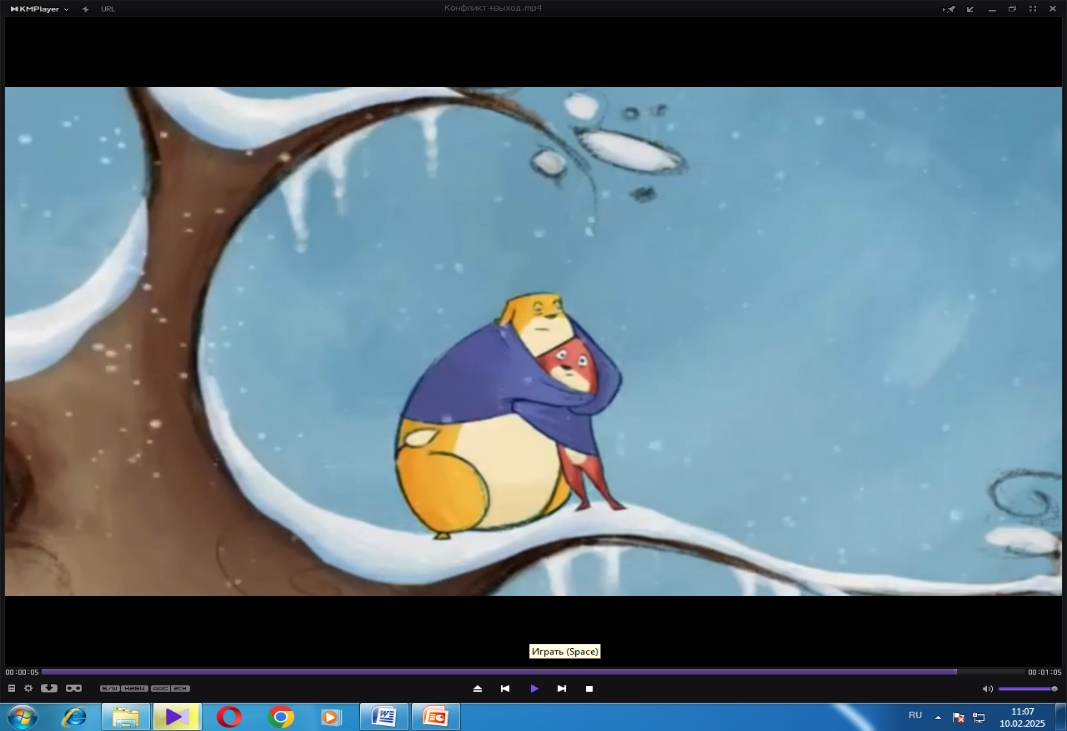 KMPlayer
URL
Конфликт+выход.mp4
Играть (Space)
00:00:05
00:01:05
RU
11:07
10.02.2025